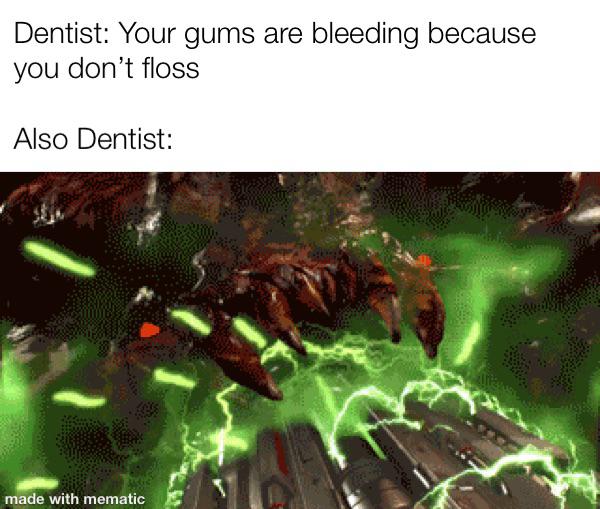 Dentist: Your gums are bleeding because
you don’t floss
Also Dentist:
made with mematic